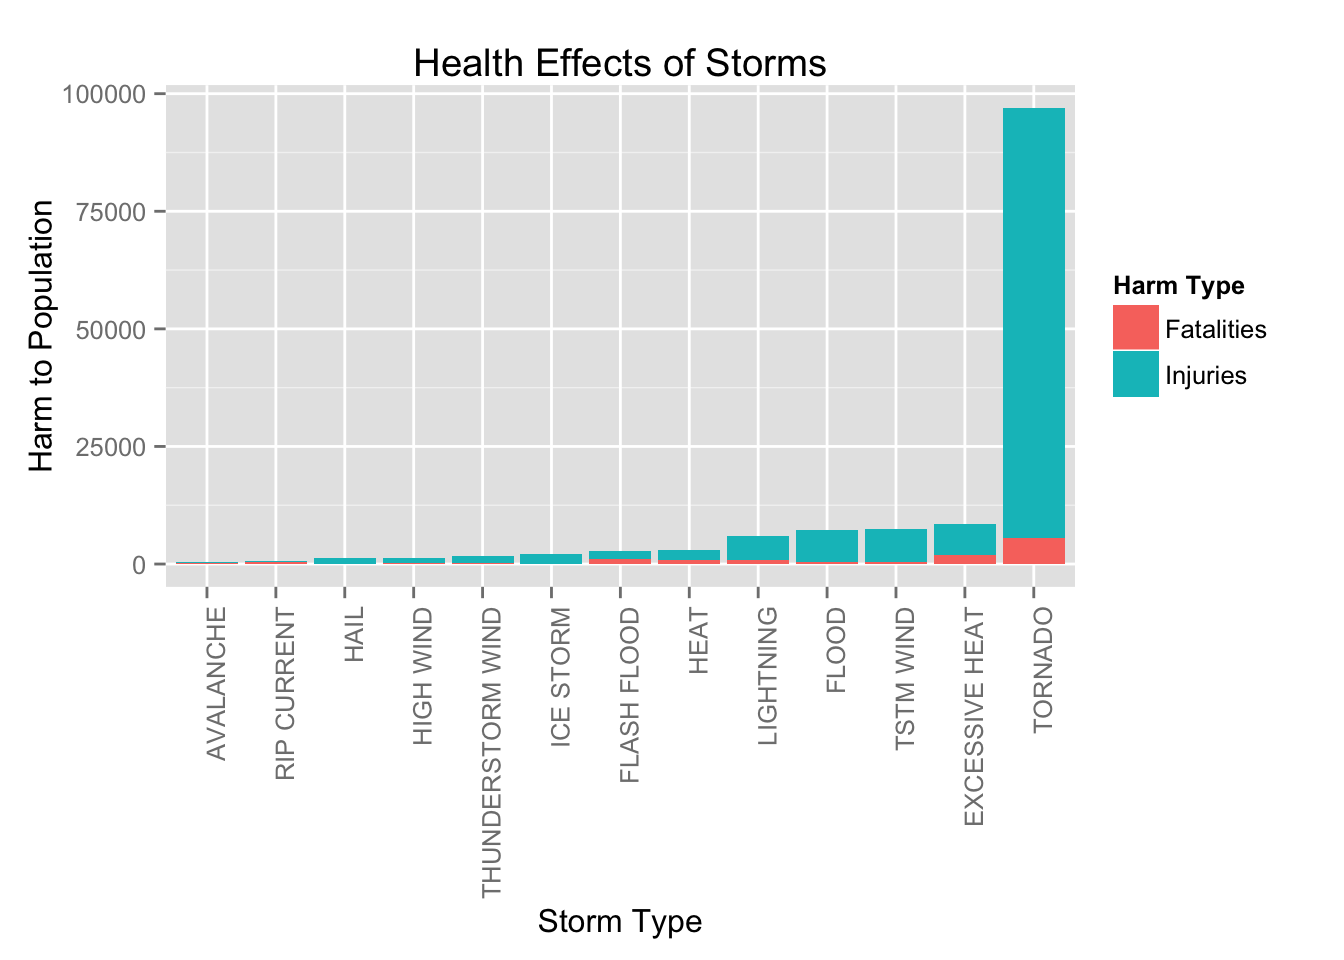 Health Effects of Storms
Harm to Population
100000
75000
50000
25000
0
AVALANCHE
RIP CURRENT
HAIL
HIGH WIND
THUNDERSTORM WIND
ICE STORM
FLASH FLOOD
HEAT
LIGHTNING
FLOOD
TSTM WIND
EXCESSIVE HEAT
TORNADO
Storm Type
Harm Type
Fatalities
Injuries